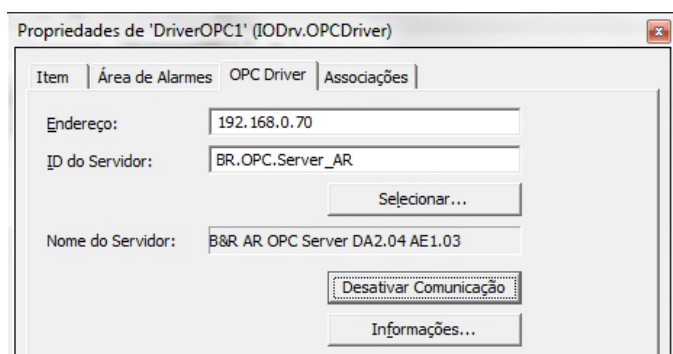 Propriedades de 'DriverOPC1' (IODrv.OPCDriver)
Item Área de Alarmes OPC Driver Associações
Endereço: 192.168.0.70
ID do Servidor: BR.OPC.Server_AR
Selecionar...
Nome do Servidor: B&R AR OPC Server DA2.04 AE1.03
Desativar Comunicação
Informações...